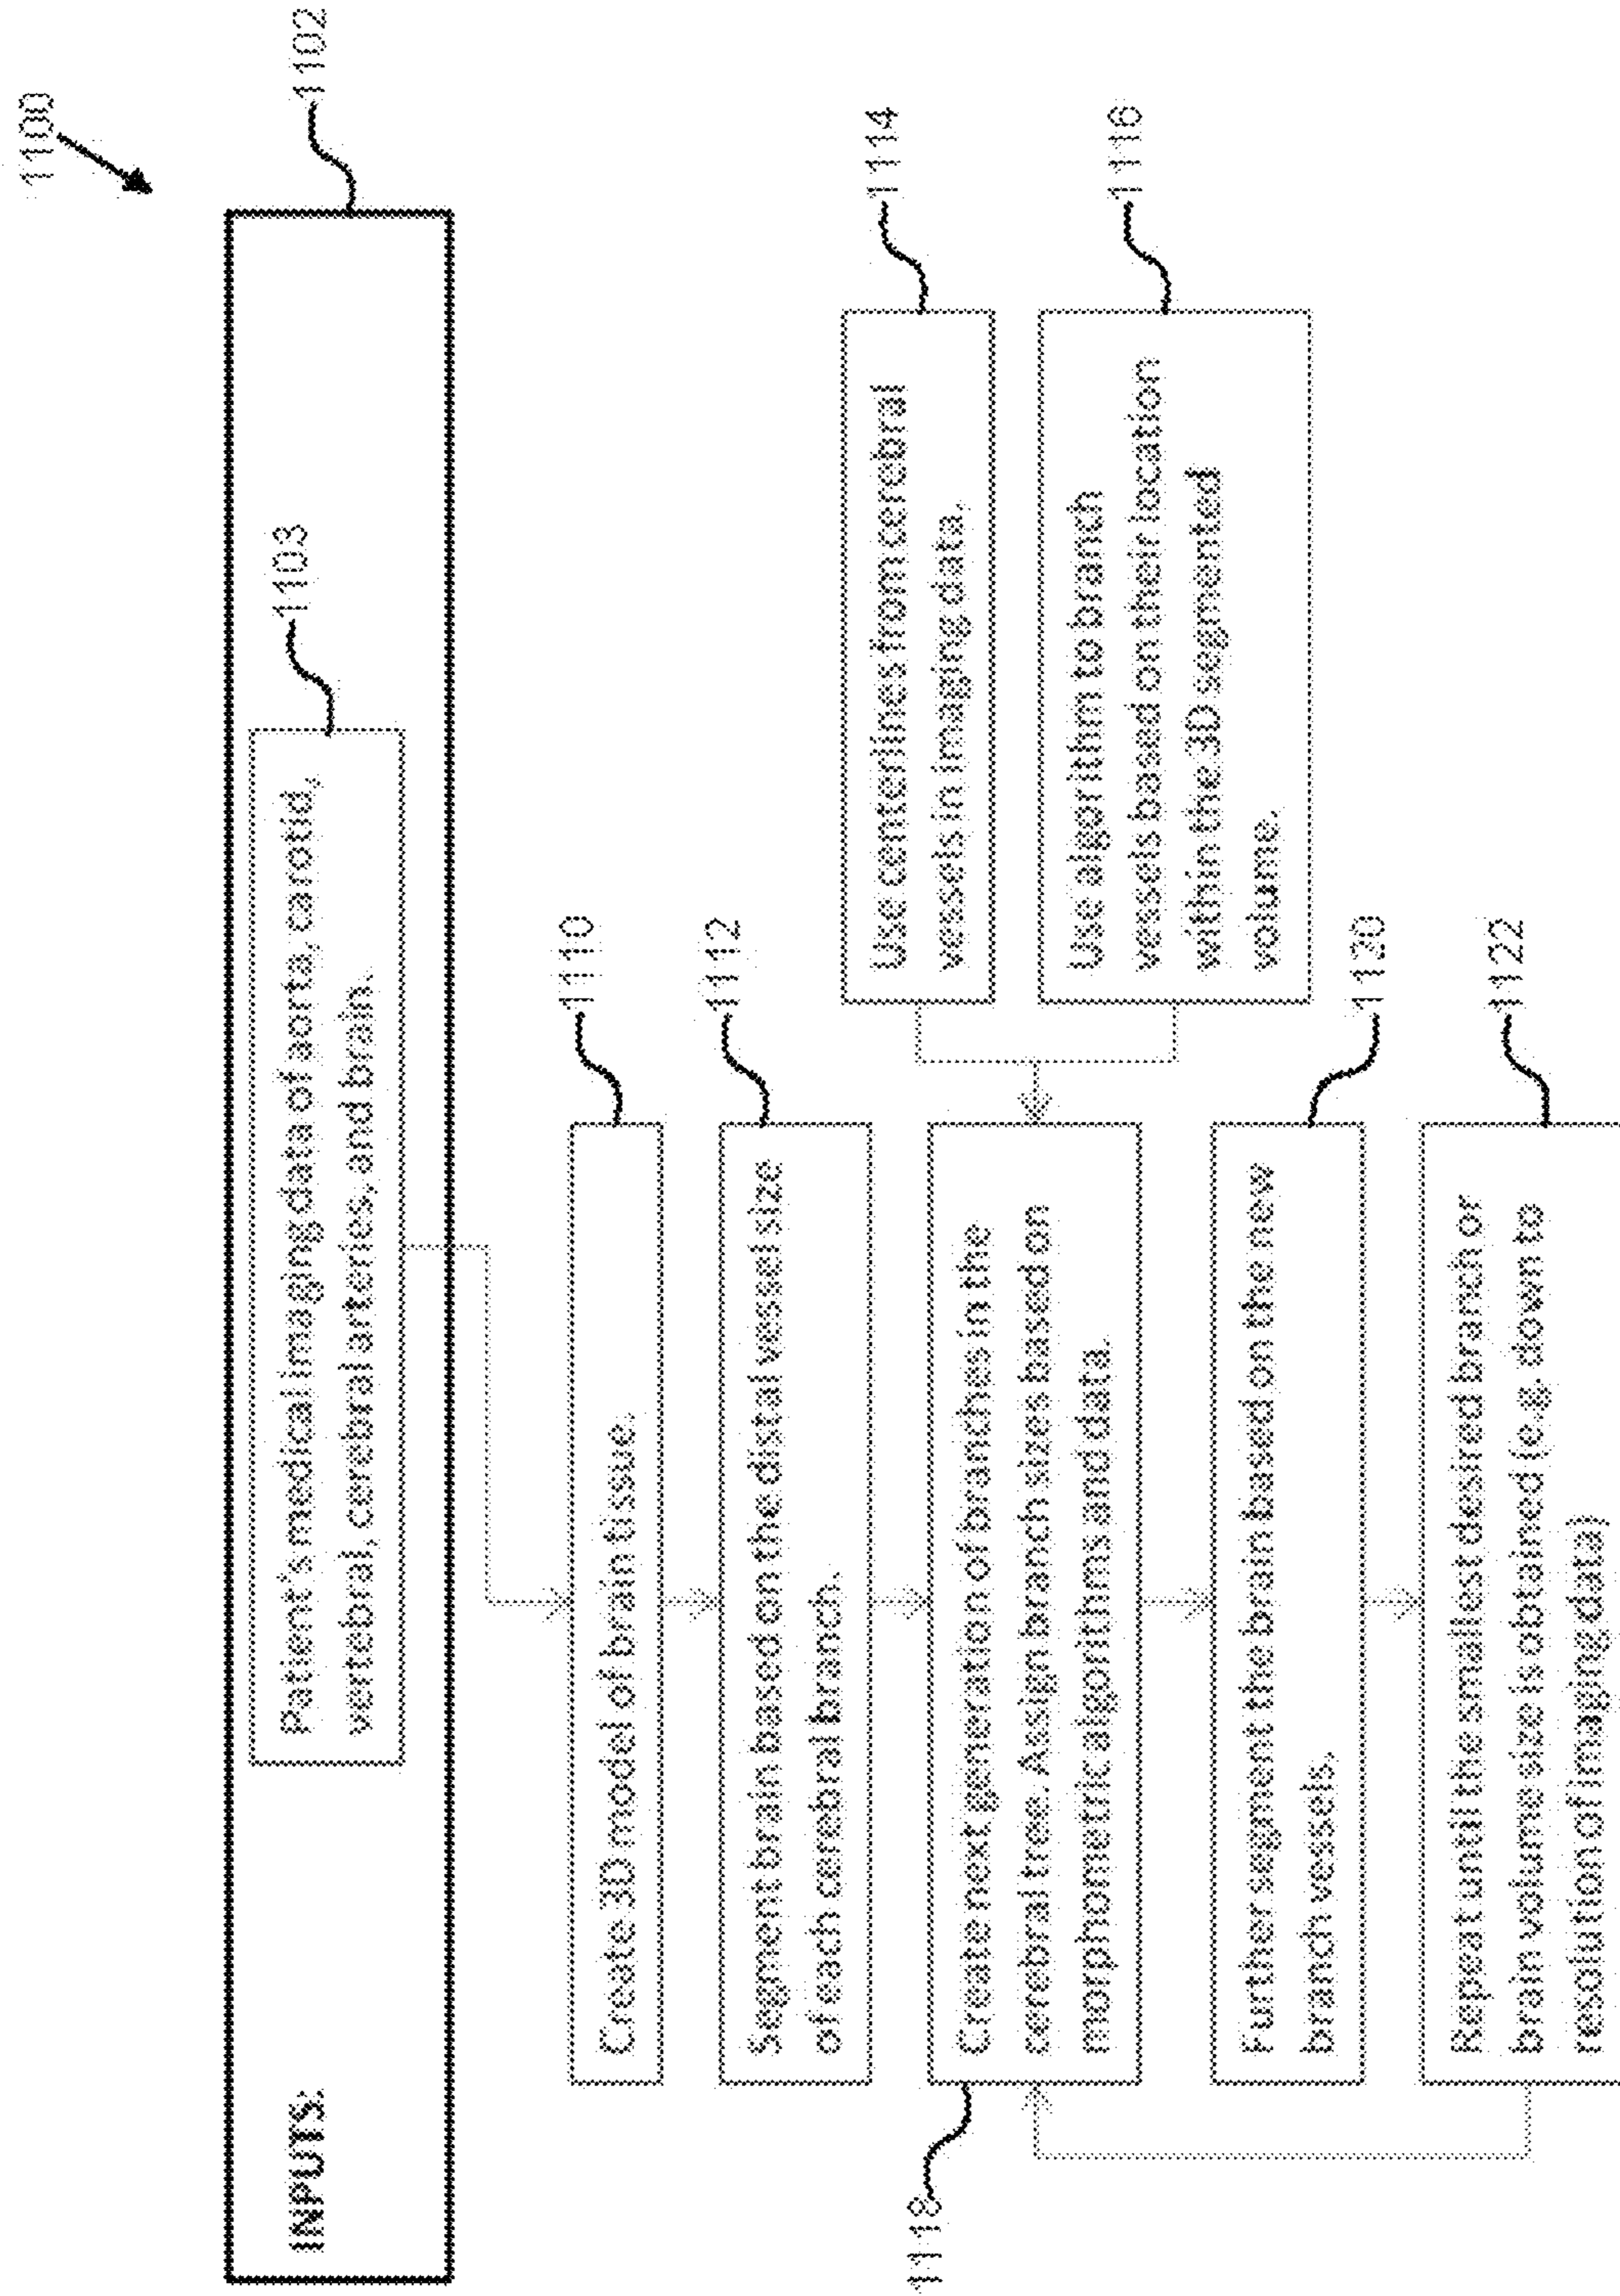 1100
1102
INPUTS:
1103
Patient's medical imaging data of aorta, carotid,
vertebral, cerebral arteries, and brain.
1110
Create 3D model of brain tissue.
1112
Segment brain based on the distal vessel size
of each cerebral branch.
1114
Use centerlines from cerebral
vessels in imaging data.
1116
Use algorithm to branch
vessels based on their location
within the 3D segmented
volume.
1118
Create next generation of branches in the
cerebral tree. Assign branch sizes based on
morphometric algorithms and data.
1120
Further segment the brain based on the new
branch vessels.
1122
Repeat until the smallest desired branch or
brain volume size is obtained (e.g. down to
resolution of imaging data)